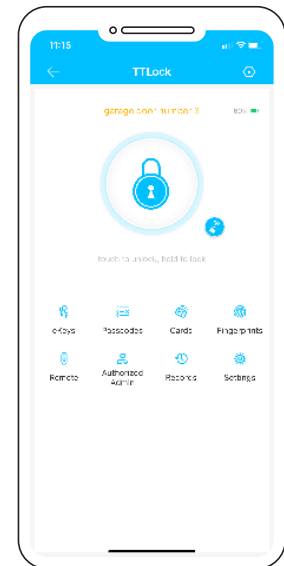 11:15
TTLock
garage door number 3
80%
touch to unlock, hold to lock
eKeys Passcodes Cards Fingerprints
Remote Authorized Admin Records Settings